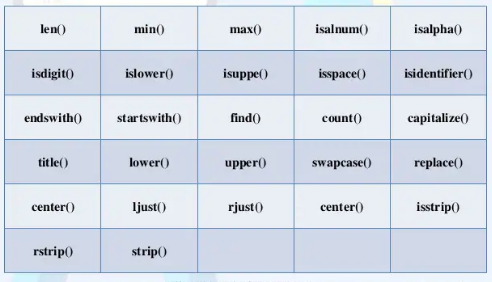 len() min() max() isalnum() isalpha()
isdigit() islower() isuppe() isspace() isidentifier()
endswith() startswith() find() count() capitalize()
title() lower() upper() swapcase() replace()
center() ljust() rjust() center() isstrip()
rstrip() strip()